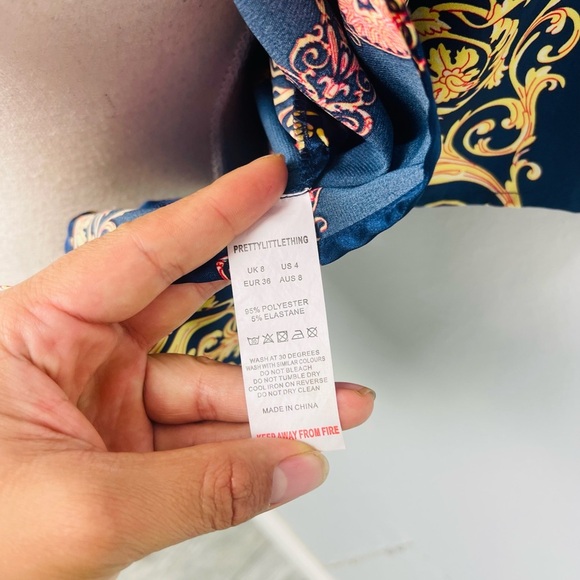 PRETTYLITTLETHING
UK 8 US 4
EUR 36 AUS 8
95% POLYESTER
5% ELASTANE
WASH AT 30 DEGREES
WASH WITH SIMILAR COLOURS
DO NOT BLEACH
DO NOT TUMBLE DRY
COOL IRON ON REVERSE
DO NOT DRY CLEAN
MADE IN CHINA
KEEP AWAY FROM FIRE